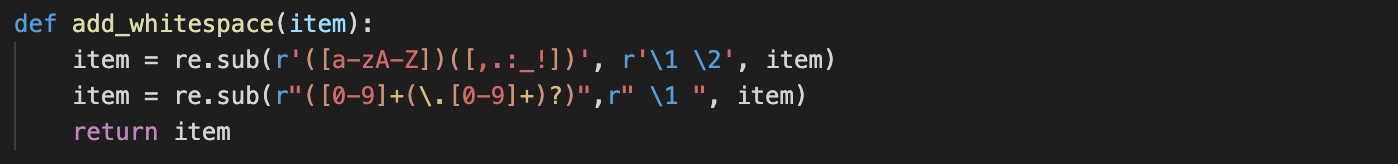 def add_whitespace(item):
    item = re.sub(r'([a-zA-Z])([,.:_!])', r'\1 \2', item)
    item = re.sub(r"([0-9]+(\.[0-9]+)?)",r" \1 ", item)
    return item